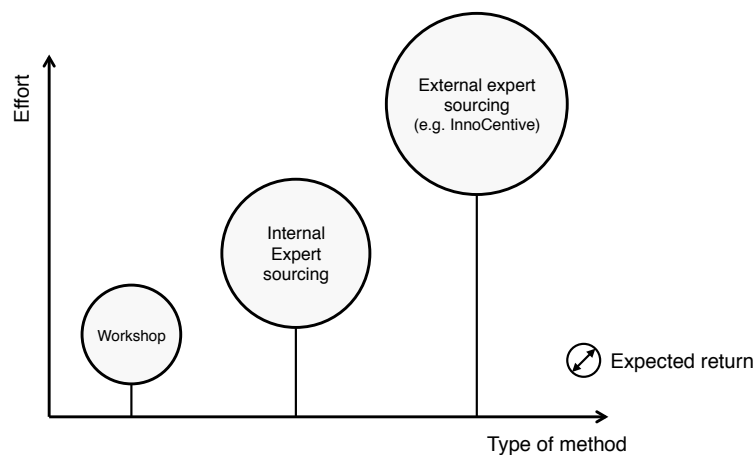 Effort
External expert
sourcing
(e.g. InnoCentive)
Internal
Expert
sourcing
Workshop
Expected return
Type of method